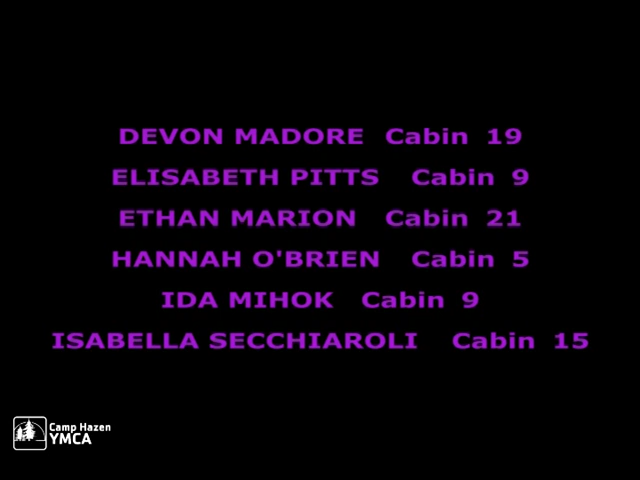 DEVON MADORE Cabin 19
ELISABETH PITTS Cabin 9
ETHAN MARION Cabin 21
HANNAH O'BRIEN Cabin 5
IDA MIHOK Cabin 9
ISABELLA SECCHIAROLI Cabin 15
Camp Hazen
YMCA